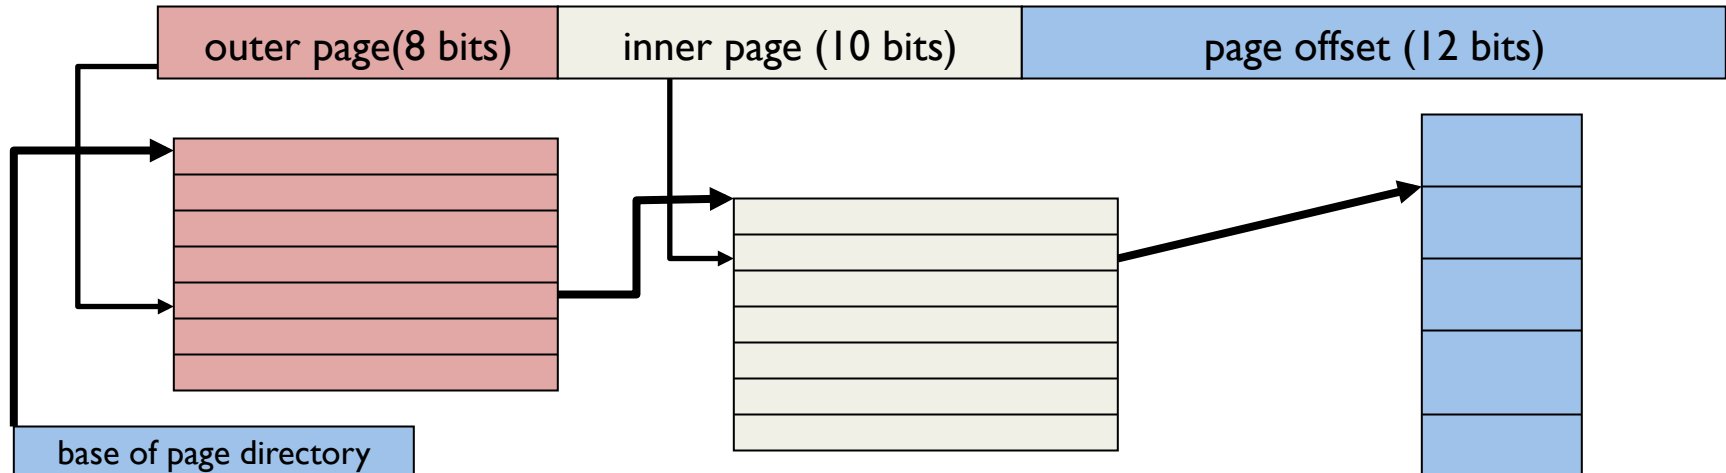 outer page(8 bits) inner page (10 bits) page offset (12 bits)
base of page directory